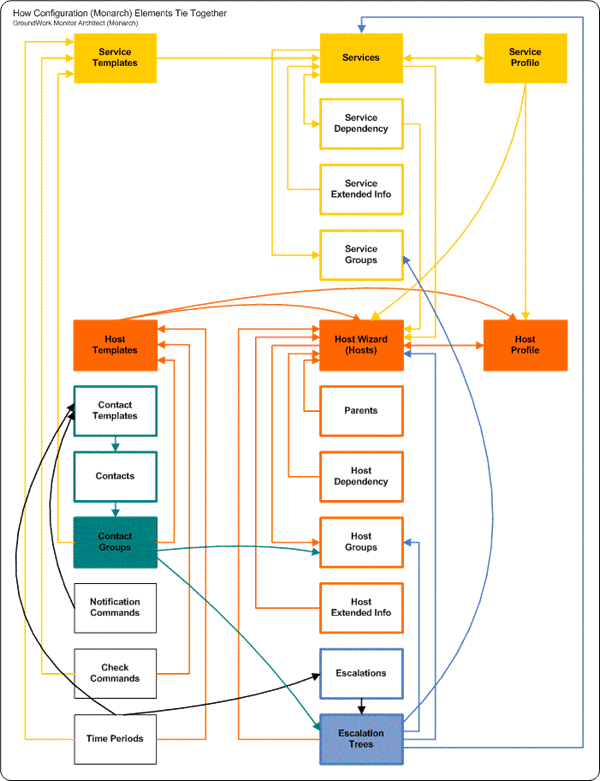 How Configuration (Monarch) Elements Tie Together
GroundWork Monitor Architect (Monarch)
Service
Templates
Services
Service
Profile
Service
Dependency
Service
Extended Info
Service
Groups
Host
Templates
Host Wizard
(Hosts)
Host
Profile
Contact
Templates
Parents
Contacts
Host
Dependency
Contact
Groups
Host
Groups
Notification
Commands
Host
Extended Info
Check
Commands
Escalations
Time Periods
Escalation
Trees